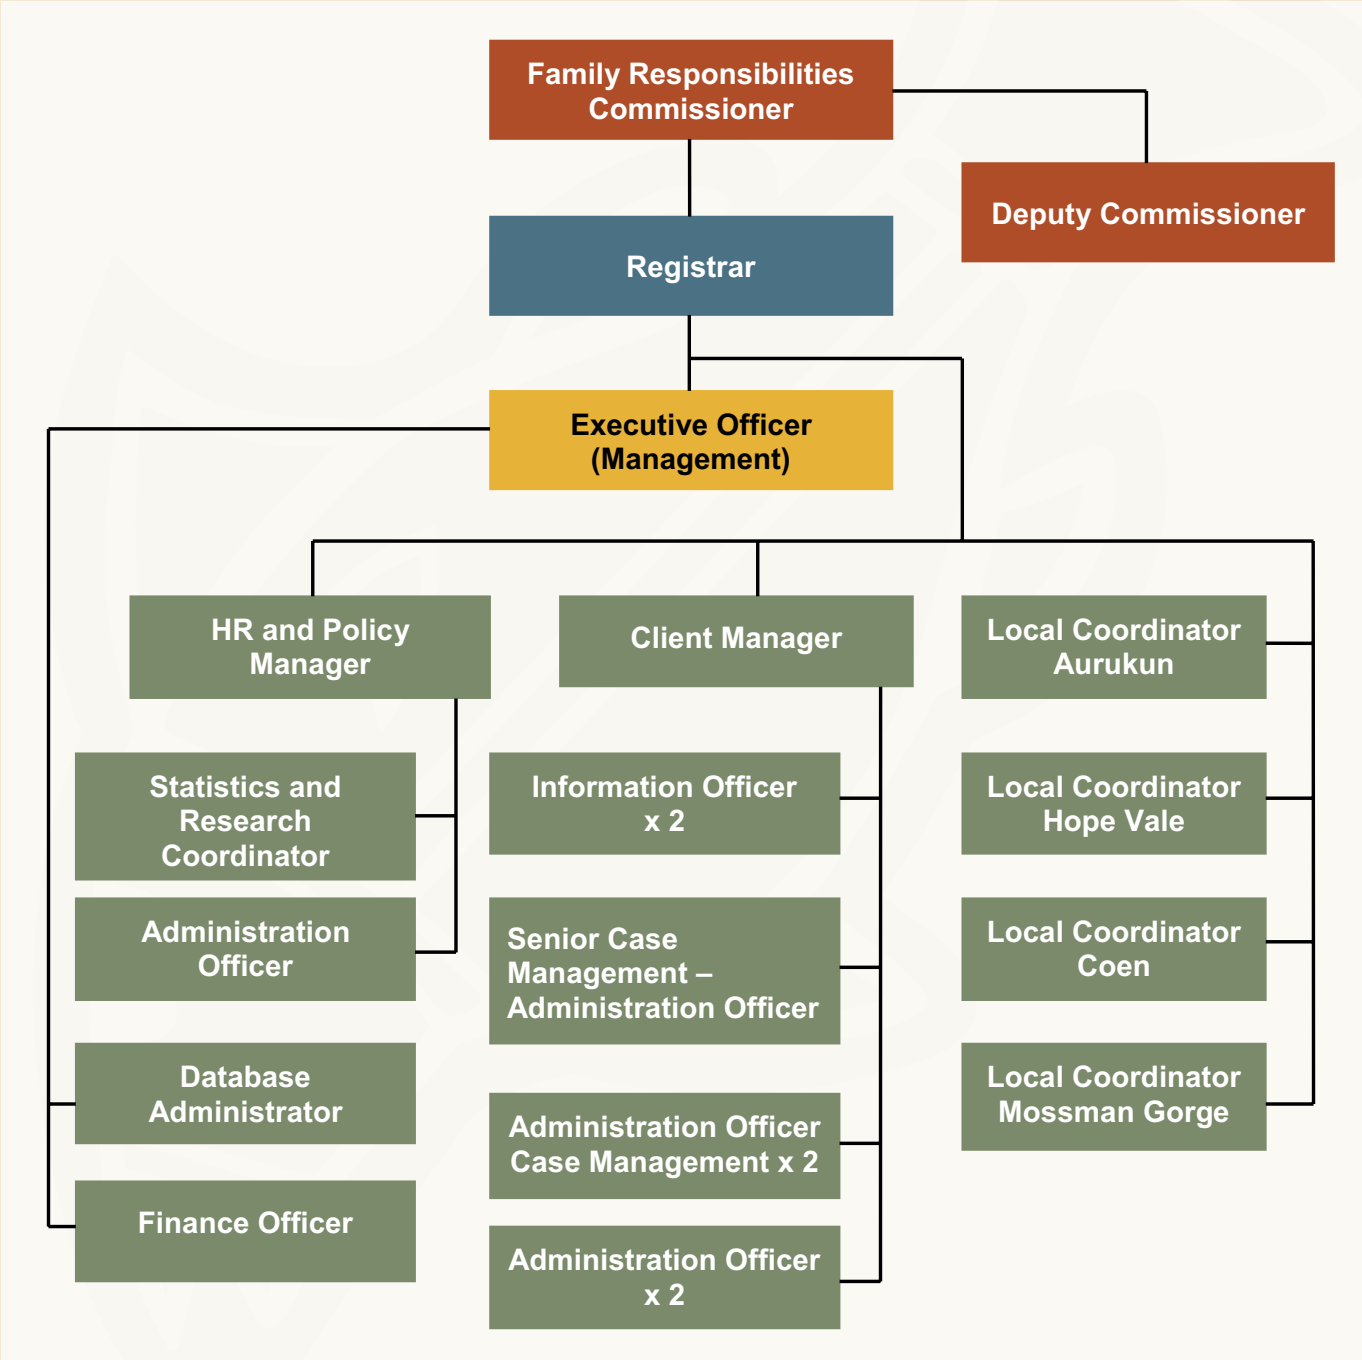 Family Responsibilities
Commissioner
Deputy Commissioner
Registrar
Executive Officer
(Management)
HR and Policy
Manager
Client Manager
Local Coordinator
Aurukun
Statistics and
Research
Coordinator
Information Officer
x 2
Local Coordinator
Hope Vale
Administration
Officer
Senior Case
Management –
Administration Officer
Local Coordinator
Coen
Database
Administrator
Administration Officer
Case Management x 2
Local Coordinator
Mossman Gorge
Finance Officer
Administration Officer
x 2